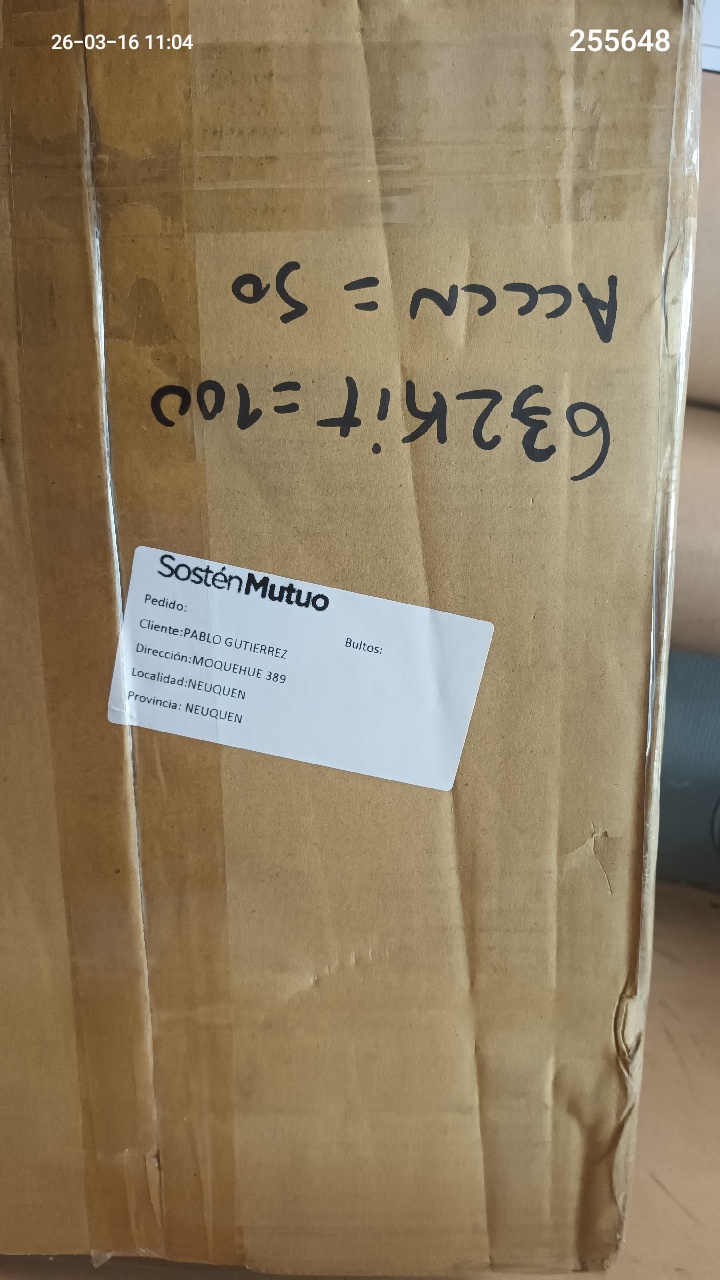 26-03-16 11:04
255648
632Kit=100
ACCCN = 50
SosténMutuo
Pedido:
Bultos:
Cliente:PABLO GUTIERREZ
Dirección:MOQUEHUE 389
Localidad:NEUQUEN
Provincia: NEUQUEN